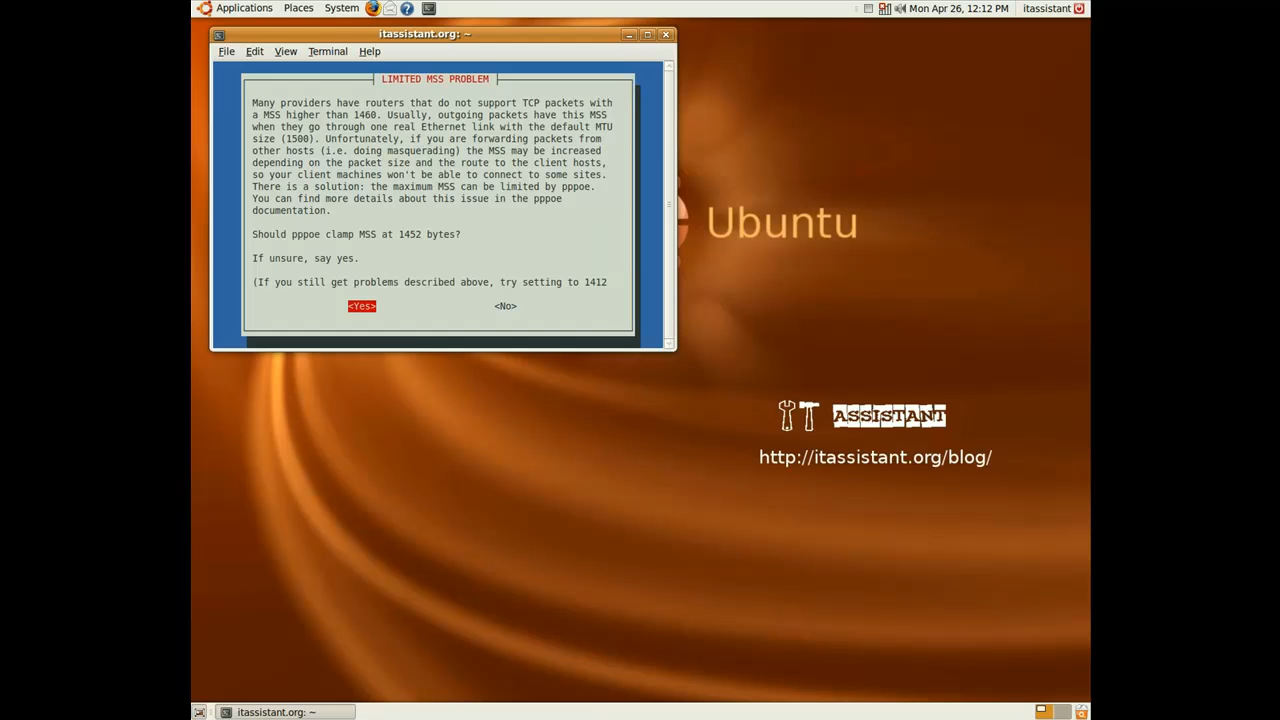 Applications Places System Mon Apr 26, 12:12 PM itassistant
itassistant.org: ~
File Edit View Terminal Help
LIMITED MSS PROBLEM
Many providers have routers that do not support TCP packets with
a MSS higher than 1460. Usually, outgoing packets have this MSS
when they go through one real Ethernet link with the default MTU
size (1500). Unfortunately, if you are forwarding packets from
other hosts (i.e. doing masquerading) the MSS may be increased
depending on the packet size and the route to the client hosts,
so your client machines won't be able to connect to some sites.
There is a solution: the maximum MSS can be limited by pppoe.
You can find more details about this issue in the pppoe
documentation.
Should pppoe clamp MSS at 1452 bytes?
If unsure, say yes.
(If you still get problems described above, try setting to 1412
<Yes> <No>
Ubuntu
IT ASSISTANT
http://itassistant.org/blog/
itassistant.org: ~